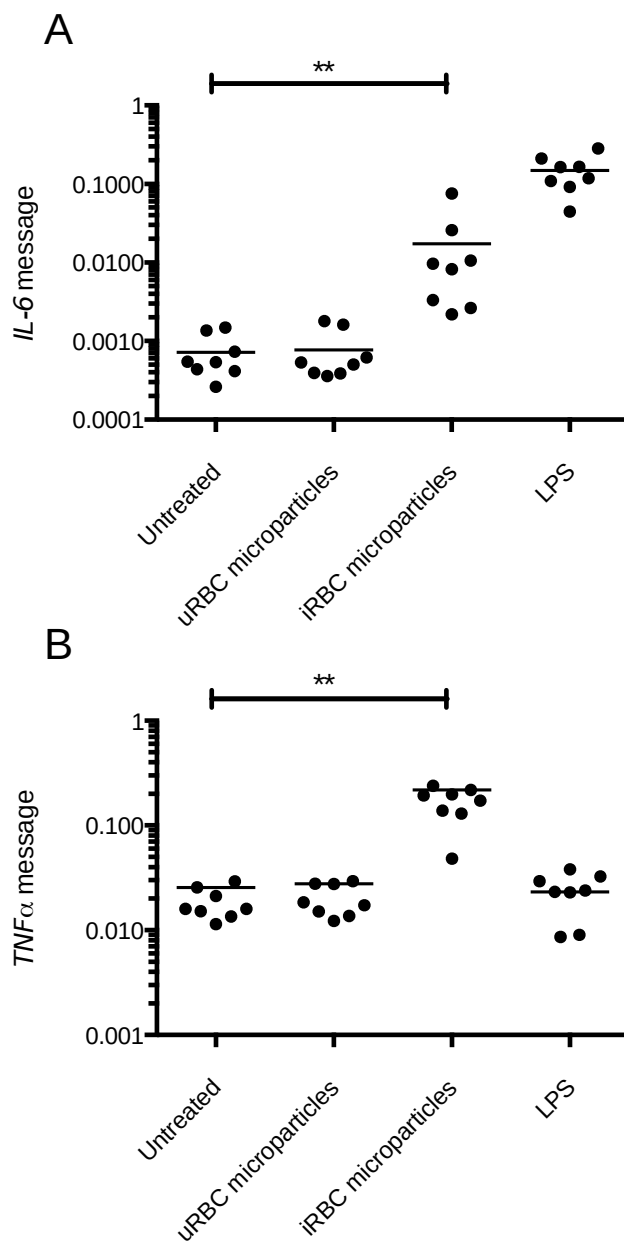 A
**
1
0.1000
0.0100
0.0010
0.0001
IL-6 message
Untreated
uRBC microparticles
iRBC microparticles
LPS
B
**
1
0.100
0.010
0.001
TNFα message
Untreated
uRBC microparticles
iRBC microparticles
LPS